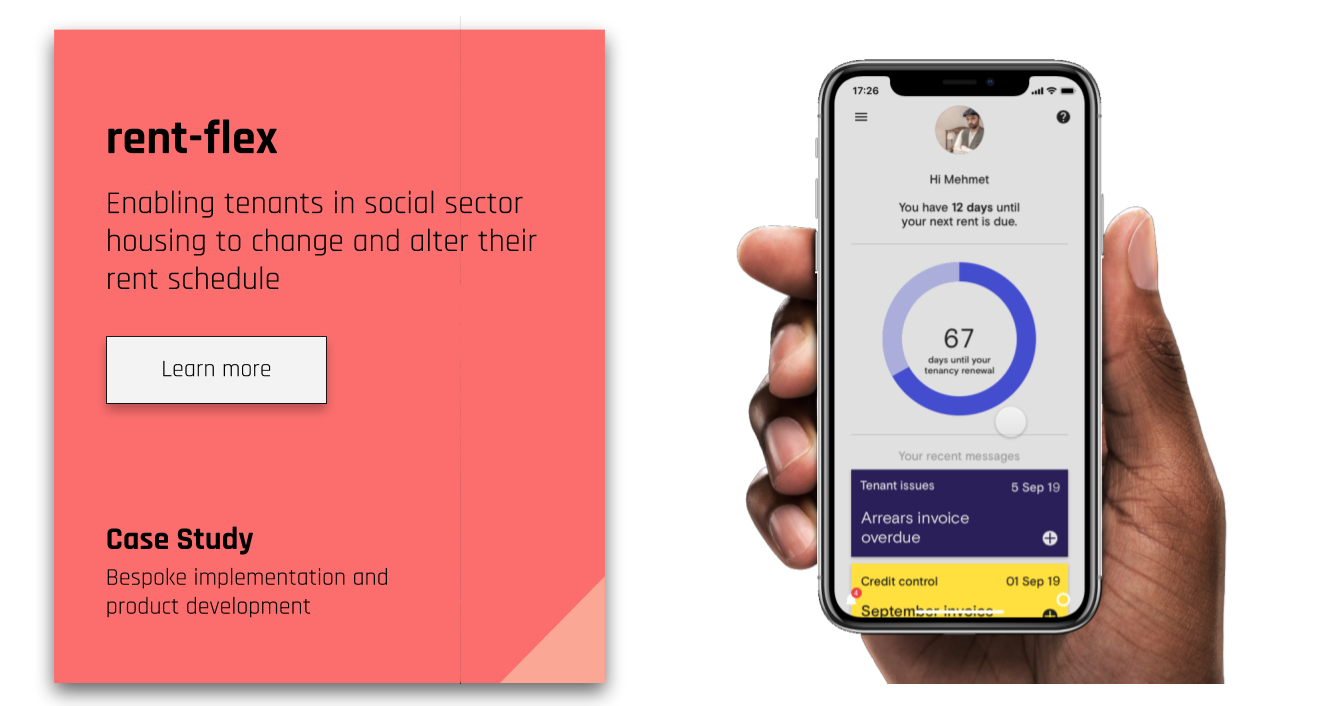 rent-flex
Enabling tenants in social sector
housing to change and alter their
rent schedule
Learn more
Case Study
Bespoke implementation and
product development
17:26
?
Hi Mehmet
You have 12 days until
your next rent is due.
67
days until your
tenancy renewal
Your recent messages
Tenant issues
5 Sep 19
Arrears invoice
overdue
Credit control
01 Sep 19
4
September invoice